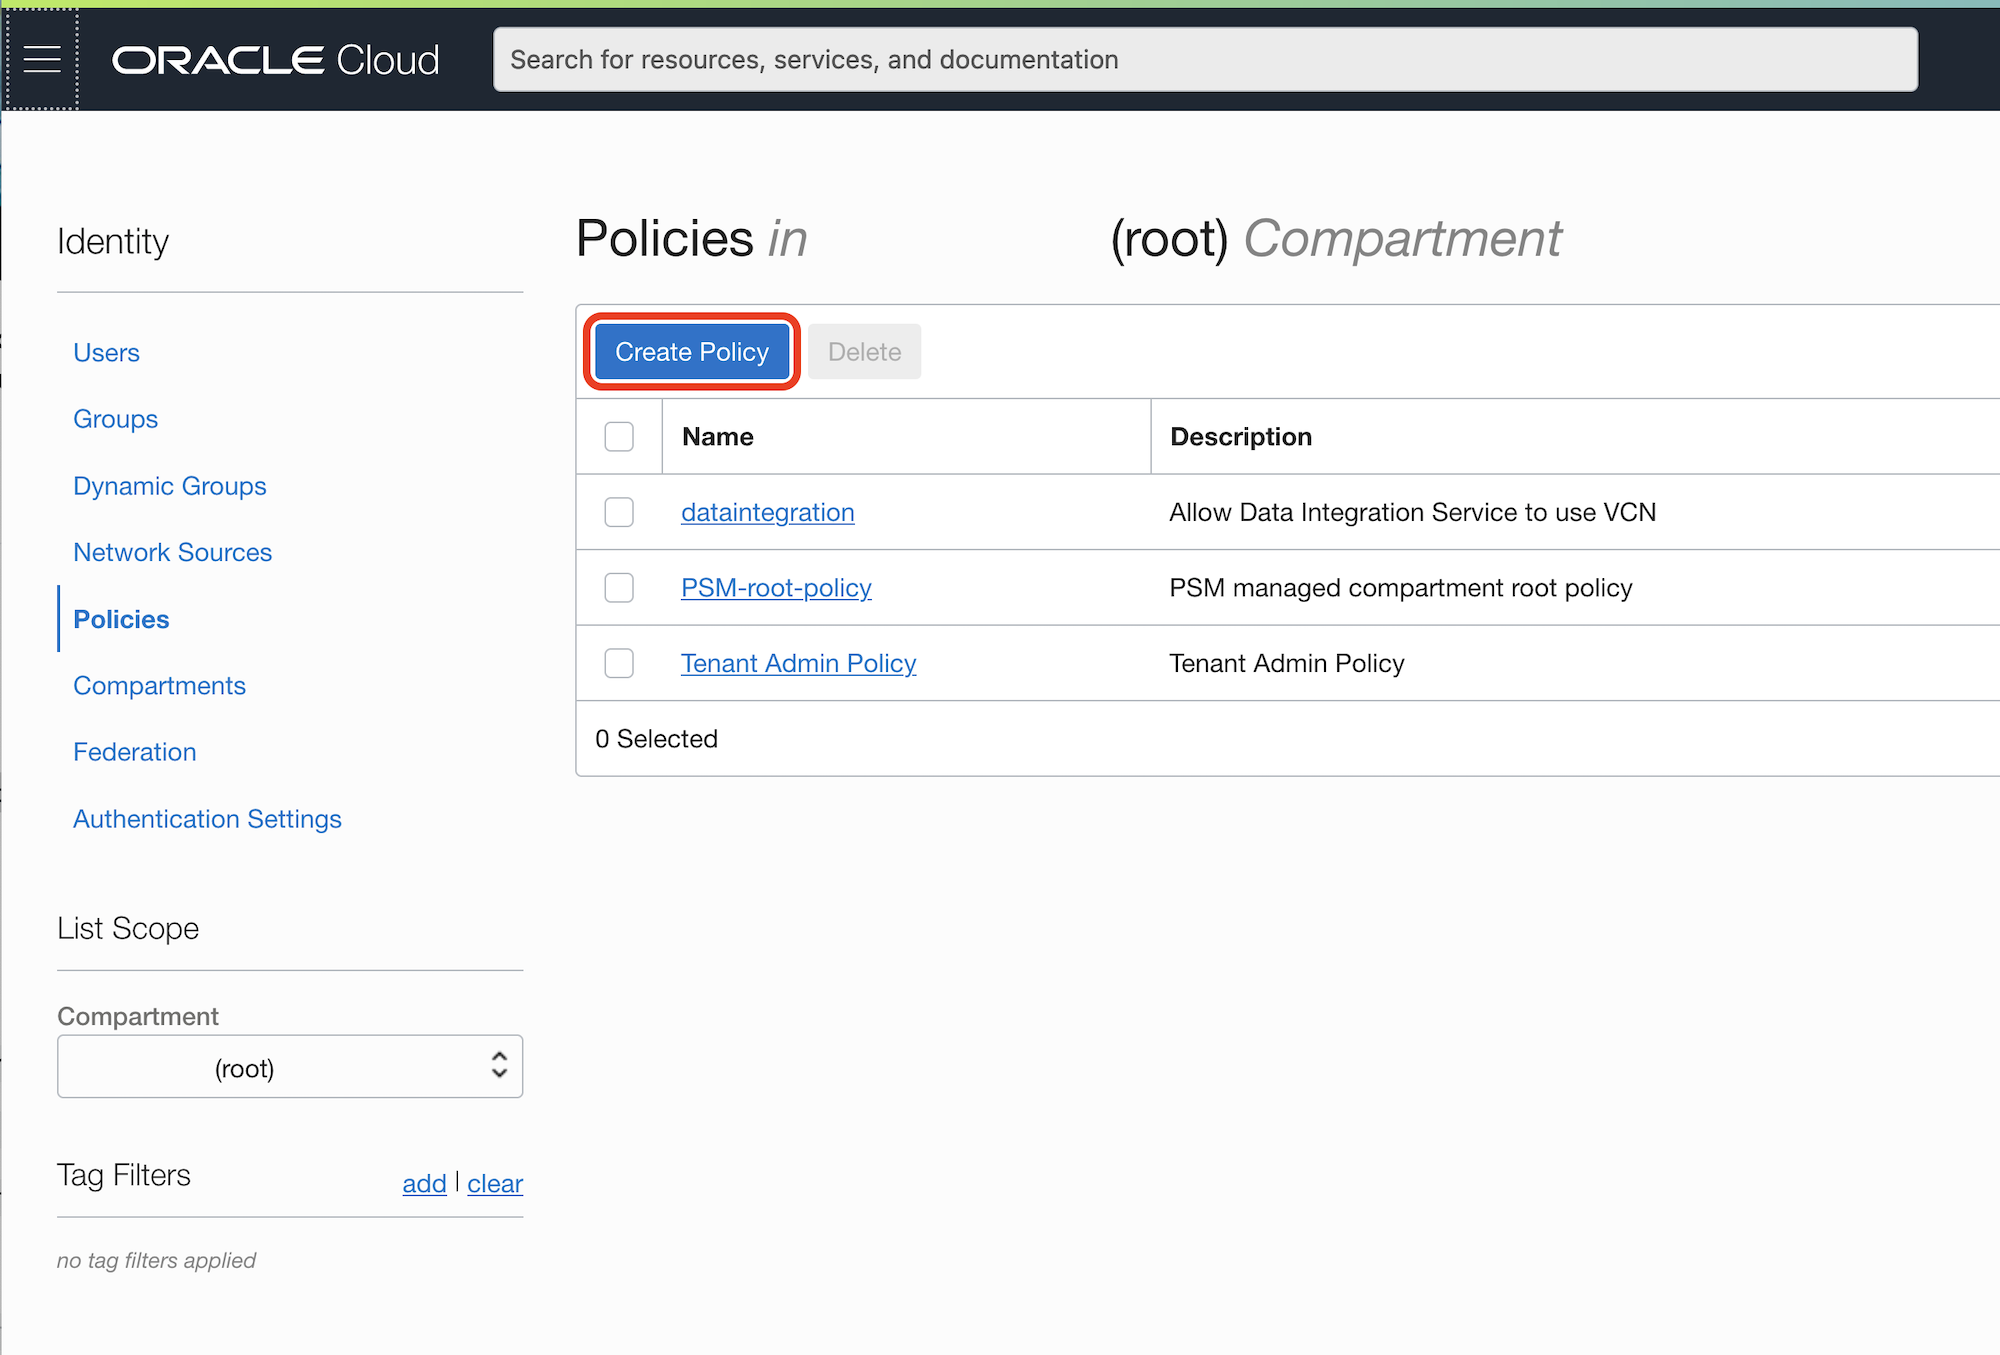 ORACLE Cloud
Search for resources, services, and documentation
Identity
Users
Groups
Dynamic Groups
Network Sources
Policies
Compartments
Federation
Authentication Settings
List Scope
Compartment
(root)
Tag Filters
add | clear
no tag filters applied
Policies in (root) Compartment
Create Policy Delete
Name Description
dataintegration Allow Data Integration Service to use VCN
PSM-root-policy PSM managed compartment root policy
Tenant Admin Policy Tenant Admin Policy
0 Selected